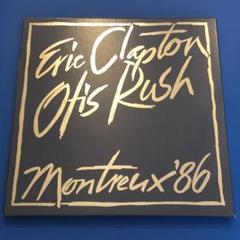 Eric Clapton
Otis Rush
Montreux '86